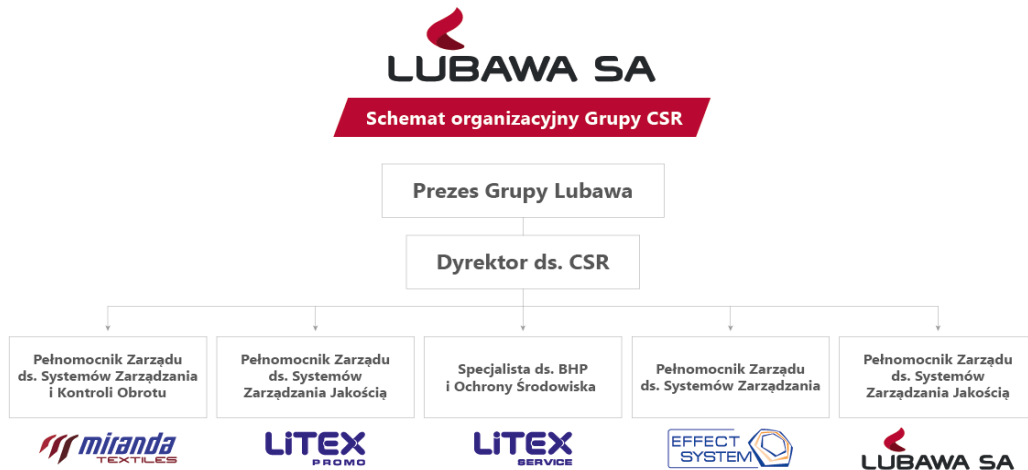 LUBAWA SA
Schemat organizacyjny Grupy CSR
Prezes Grupy Lubawa
Dyrektor ds. CSR
Pełnomocnik Zarządu
ds. Systemów Zarządzania
i Kontroli Obrotu
Pełnomocnik Zarządu
ds. Systemów
Zarządzania Jakością
Specjalista ds. BHP
i Ochrony Środowiska
Pełnomocnik Zarządu
ds. Systemów Zarządzania
Pełnomocnik Zarządu
ds. Systemów
Zarządzania Jakością
miranda
TEXTILES
LiTEX
PROMO
LiTEX
SERVICE
EFFECT
SYSTEM
LUBAWA SA